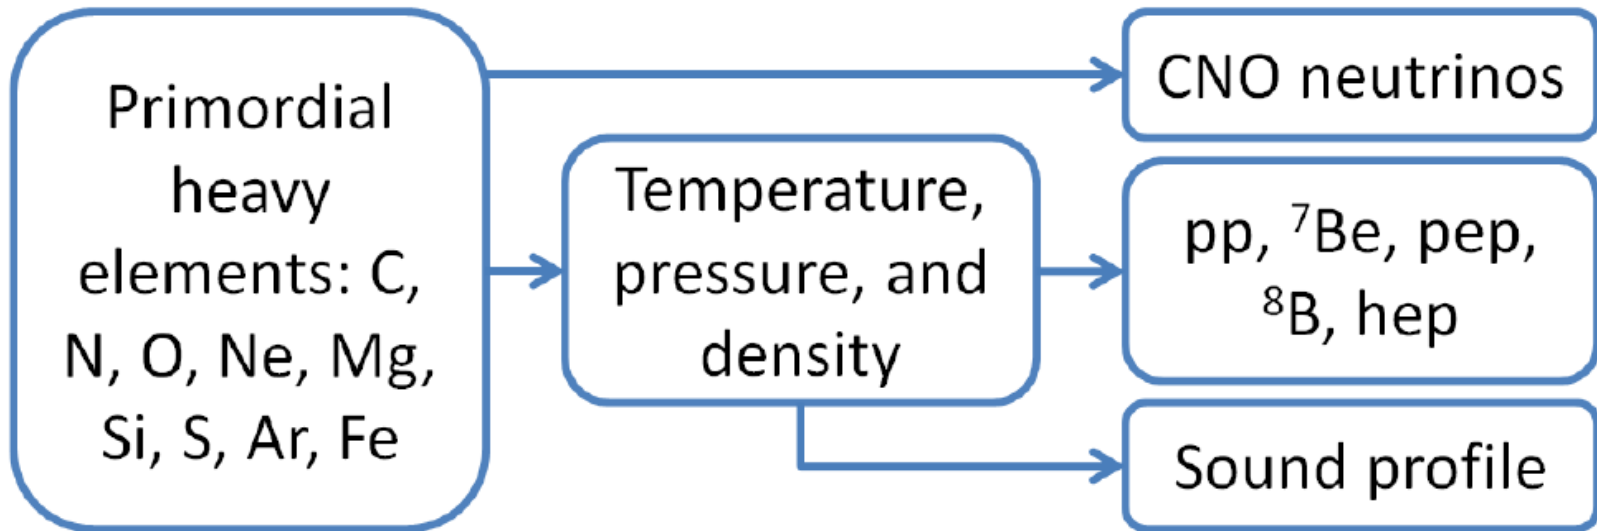 Primordial
heavy
elements: C,
N, O, Ne, Mg,
Si, S, Ar, Fe
Temperature,
pressure, and
density
CNO neutrinos
pp, ⁷Be, pep,
⁸B, hep
Sound profile